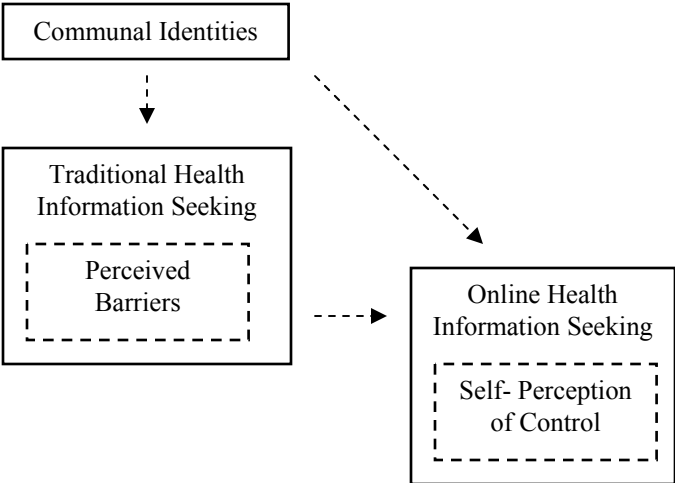 Communal Identities
Traditional Health
Information Seeking
Perceived
Barriers
Online Health
Information Seeking
Self- Perception
of Control